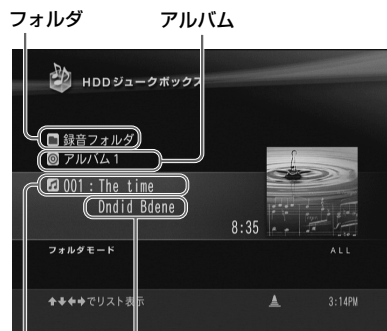 フォルダ アルバム
HDDジュークボックス
録音フォルダ
アルバム1
001:The time
Dndid Bdene
8:35
フォルダモード ALL
↑↓←→でリスト表示 3:14PM